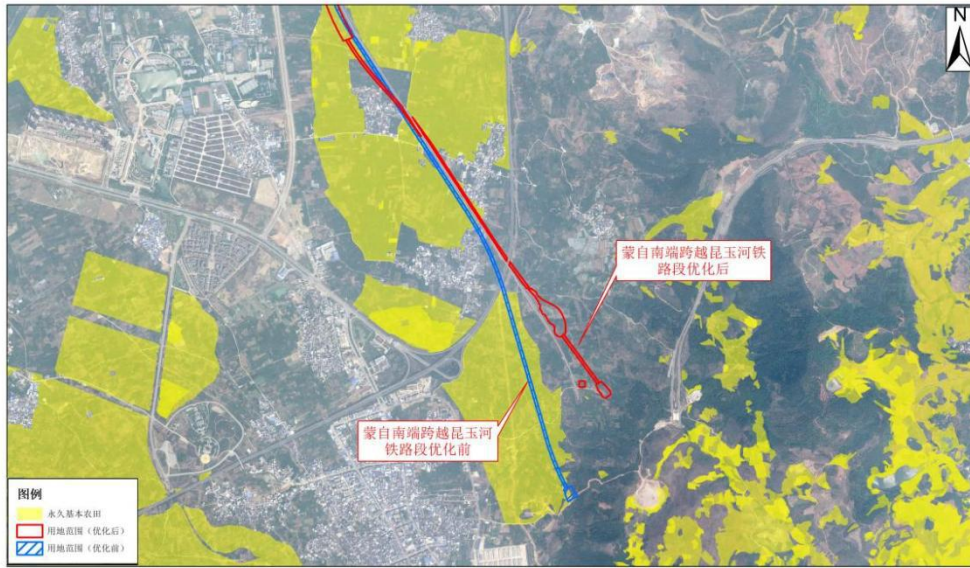 N
蒙自南端跨越昆玉河铁
路段优化后
蒙自南端跨越昆玉河
铁路段优化前
图例
永久基本农田
用地范围（优化后）
用地范围（优化前）